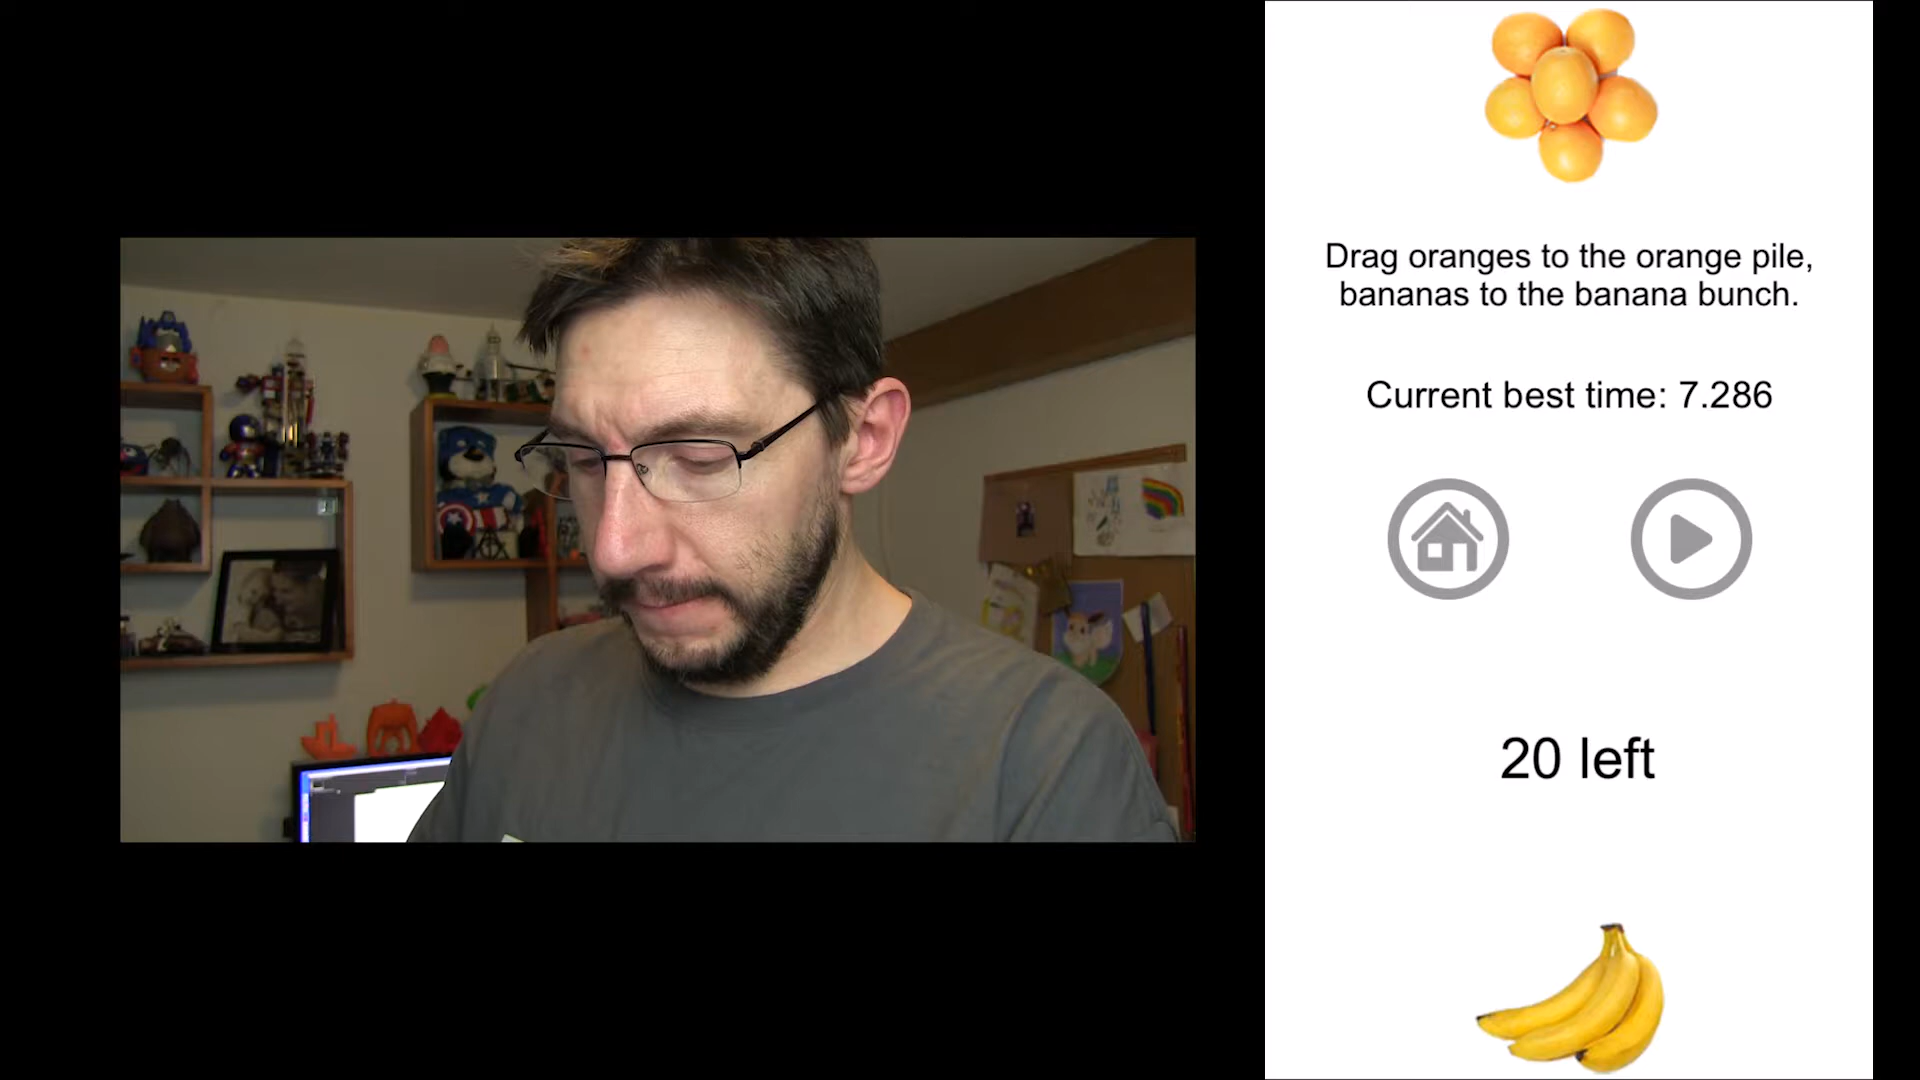 Drag oranges to the orange pile,
bananas to the banana bunch.
Current best time: 7.286
20 left